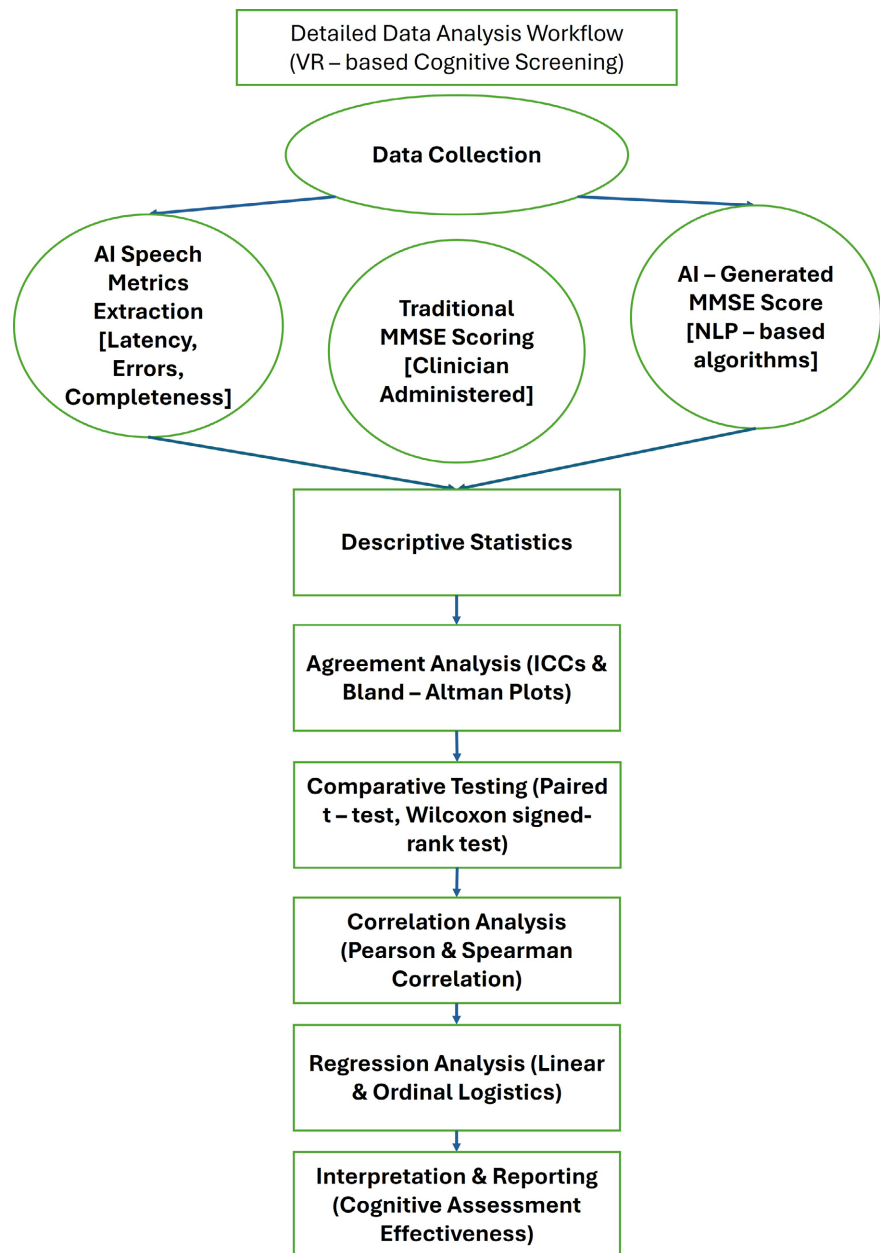 Detailed Data Analysis Workflow
(VR – based Cognitive Screening)
Data Collection
AI Speech
Metrics
Extraction
[Latency,
Errors,
Completeness]
Traditional
MMSE Scoring
[Clinician
Administered]
AI – Generated
MMSE Score
[NLP – based
algorithms]
Descriptive Statistics
Agreement Analysis (ICCs &
Bland – Altman Plots)
Comparative Testing (Paired
t – test, Wilcoxon signed-
rank test)
Correlation Analysis
(Pearson & Spearman
Correlation)
Regression Analysis (Linear
& Ordinal Logistics)
Interpretation & Reporting
(Cognitive Assessment
Effectiveness)